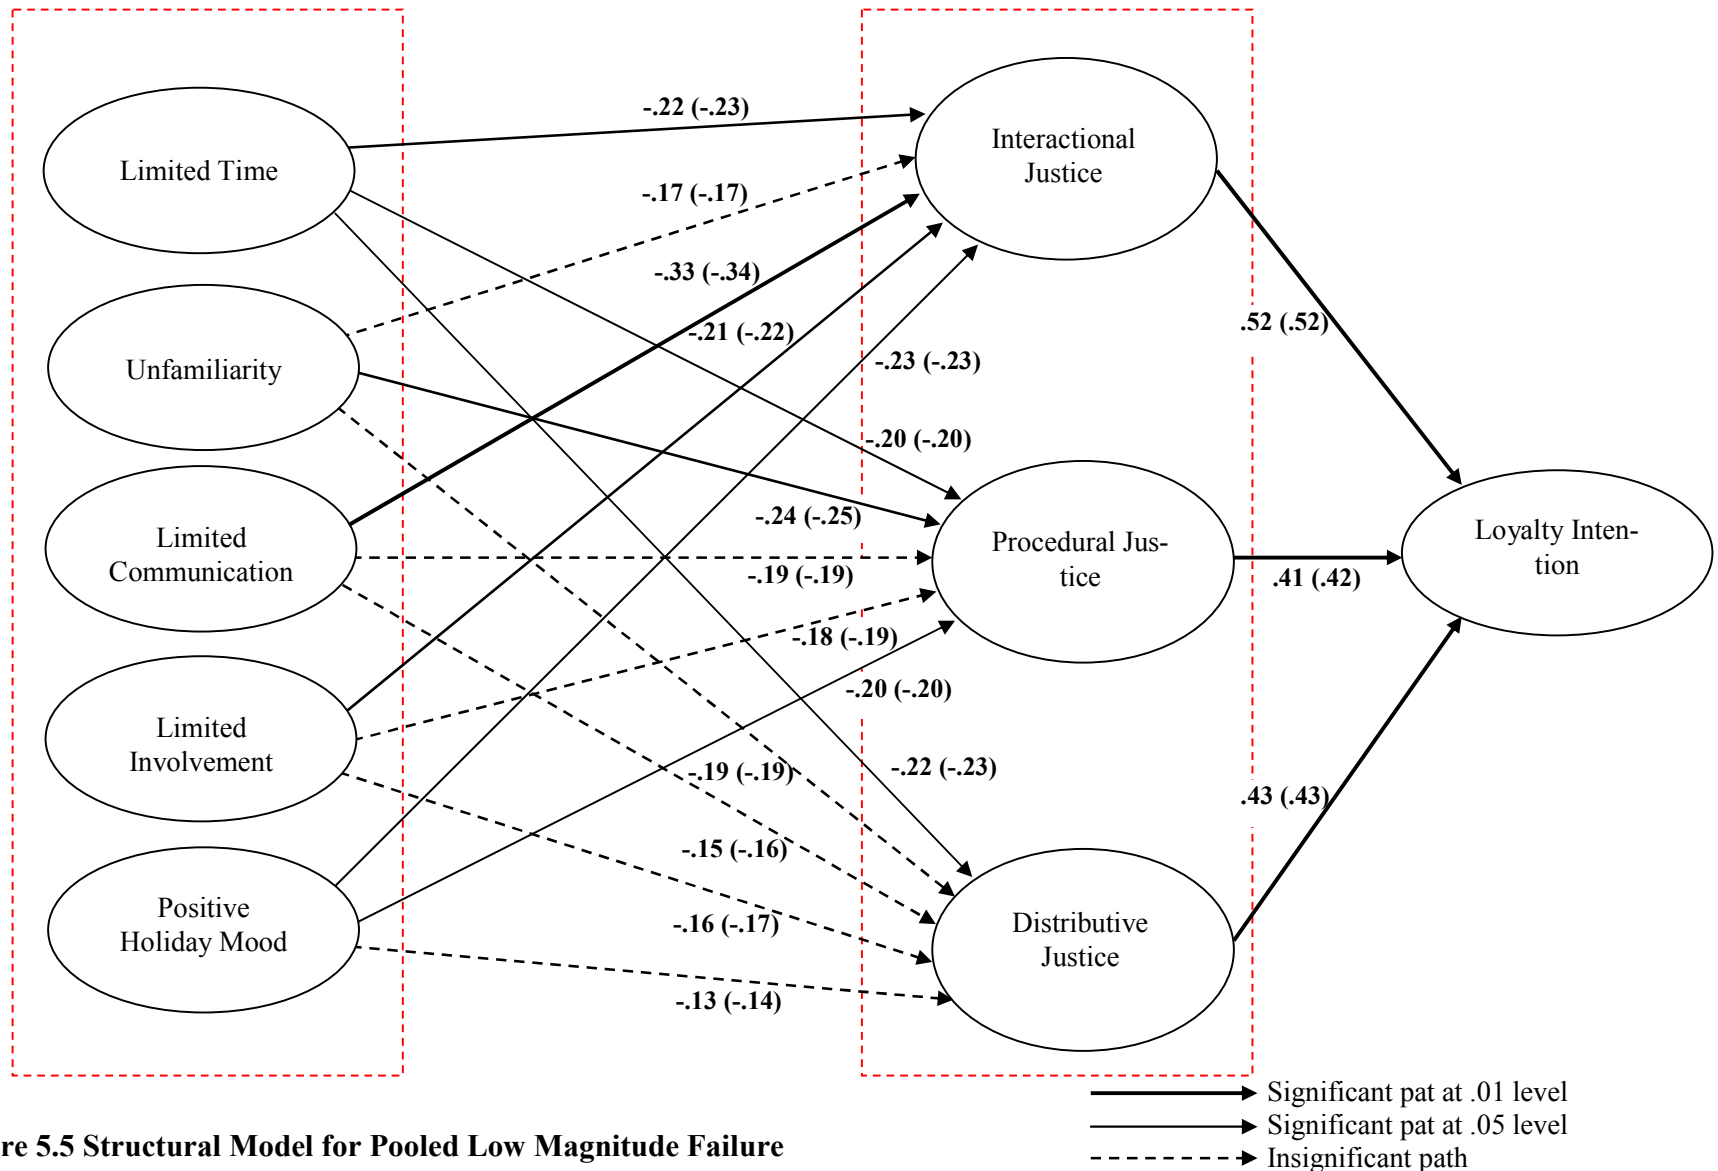 -.22 (-.23)
Interactional
Justice
Limited Time
-.17 (-.17)
-.33 (-.34)
.52 (.52)
-.21 (-.22)
-.23 (-.23)
Unfamiliarity
-.20 (-.20)
-.24 (-.25)
Limited
Communication
Procedural Jus-
tice
Loyalty Inten-
tion
-.19 (-.19)
.41 (.42)
-.18 (-.19)
-.20 (-.20)
Limited
Involvement
-.19 (-.19)
-.22 (-.23)
.43 (.43)
-.15 (-.16)
Positive
Holiday Mood
-.16 (-.17)
Distributive
Justice
-.13 (-.14)
Significant pat at .01 level
Significant pat at .05 level
Insignificant path
re 5.5 Structural Model for Pooled Low Magnitude Failure